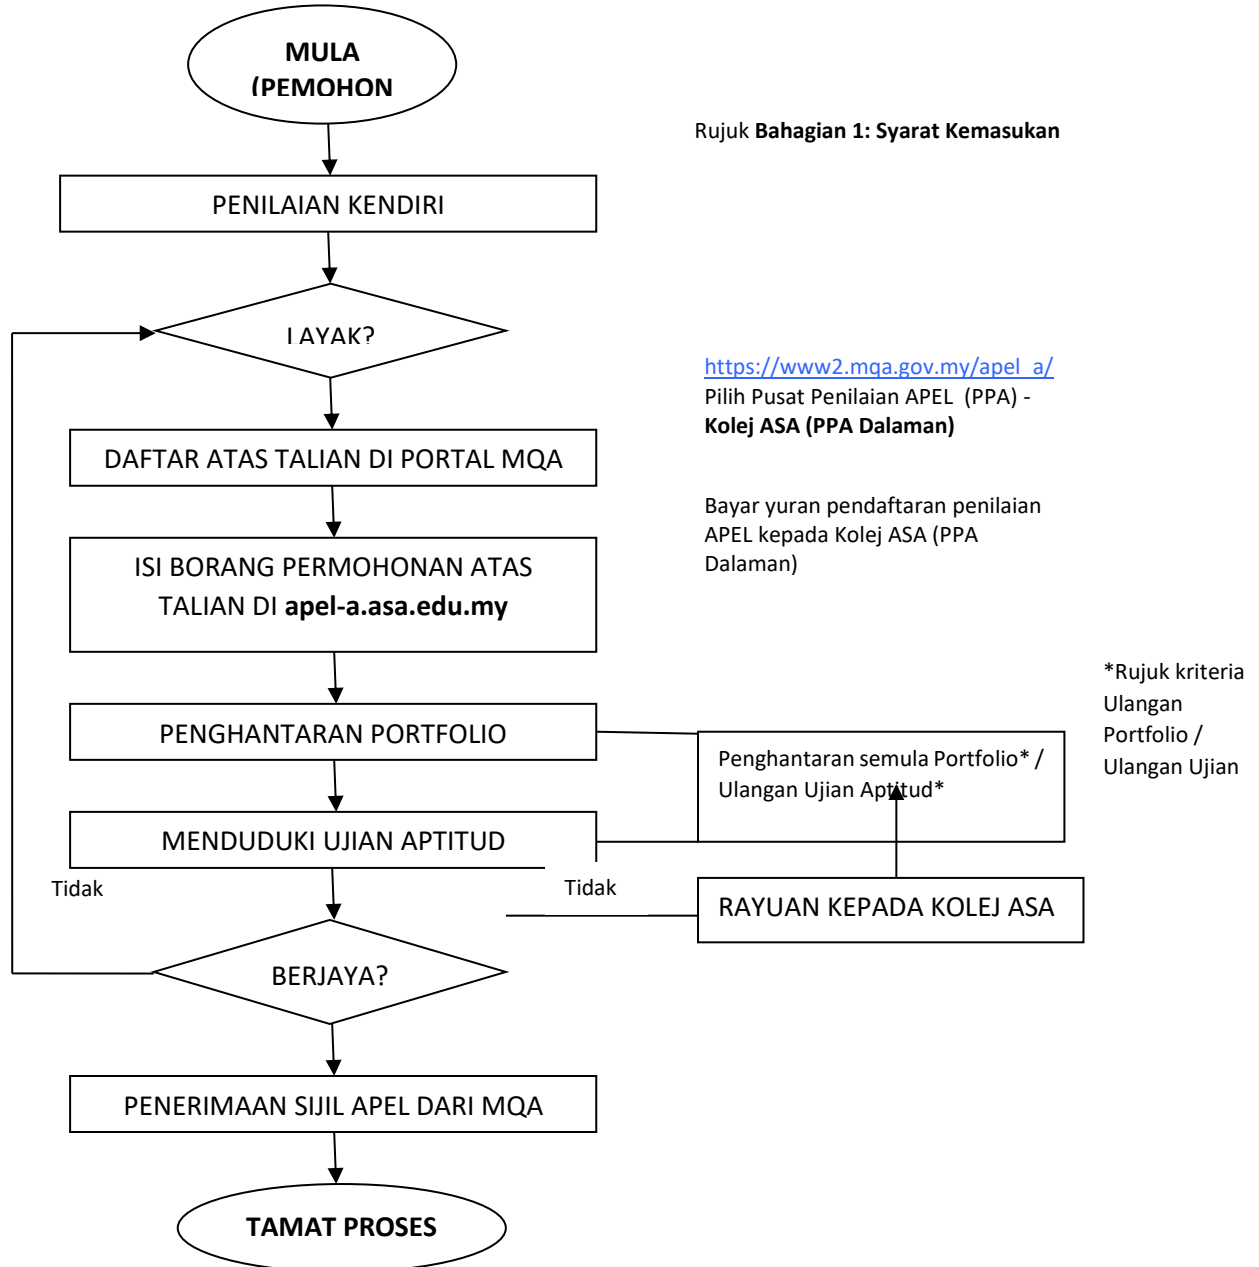 MULA
(PEMOHON
Rujuk Bahagian 1: Syarat Kemasukan
PENILAIAN KENDIRI
LAYAK?
https://www2.mqa.gov.my/apel_a/
Pilih Pusat Penilaian APEL (PPA) -
Kolej ASA (PPA Dalaman)
DAFTAR ATAS TALIAN DI PORTAL MQA
Bayar yuran pendaftaran penilaian
APEL kepada Kolej ASA (PPA
Dalaman)
ISI BORANG PERMOHONAN ATAS
TALIAN DI apel-a.asa.edu.my
*Rujuk kriteria
Ulangan
Portfolio /
Ulangan Ujian
PENGHANTARAN PORTFOLIO
Penghantaran semula Portfolio* /
Ulangan Ujian Aptitud*
MENDUDUKI UJIAN APTITUD
Tidak
Tidak
RAYUAN KEPADA KOLEJ ASA
BERJAYA?
PENERIMAAN SIJIL APEL DARI MQA
TAMAT PROSES